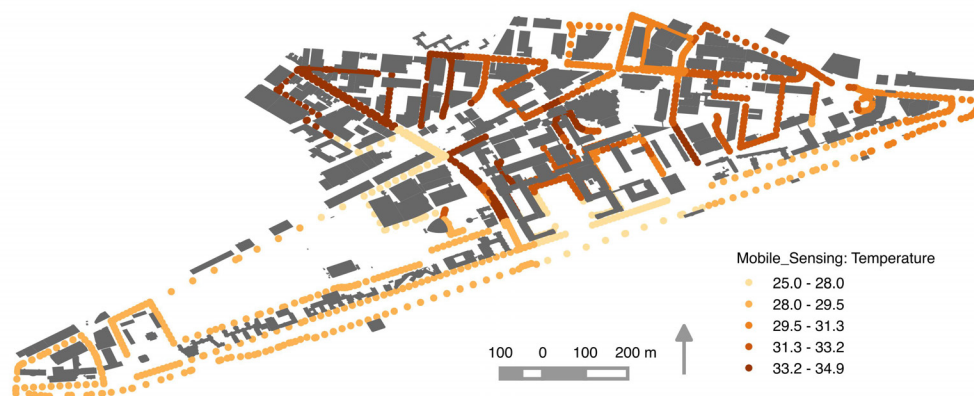 Mobile_Sensing: Temperature
25.0 - 28.0
28.0 - 29.5
29.5 - 31.3
31.3 - 33.2
33.2 - 34.9
100 0 100 200 m